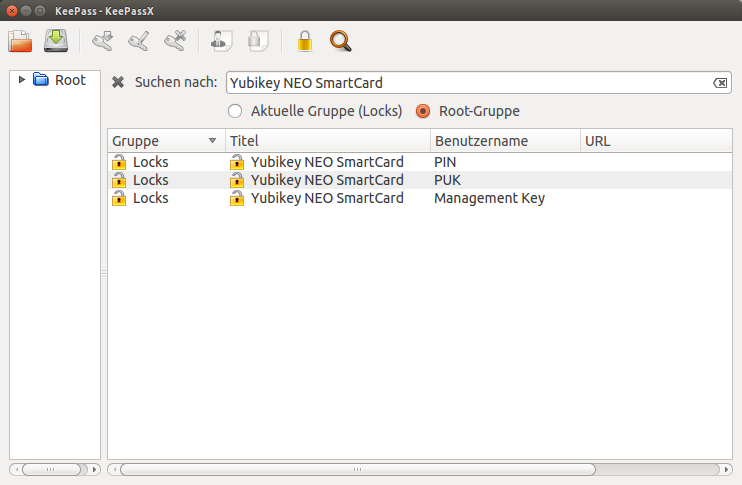 KeePass - KeePassX
Root
Suchen nach: Yubikey NEO SmartCard
Aktuelle Gruppe (Locks) Root-Gruppe
Gruppe Titel Benutzername URL
Locks Yubikey NEO SmartCard PIN
Locks Yubikey NEO SmartCard PUK
Locks Yubikey NEO SmartCard Management Key